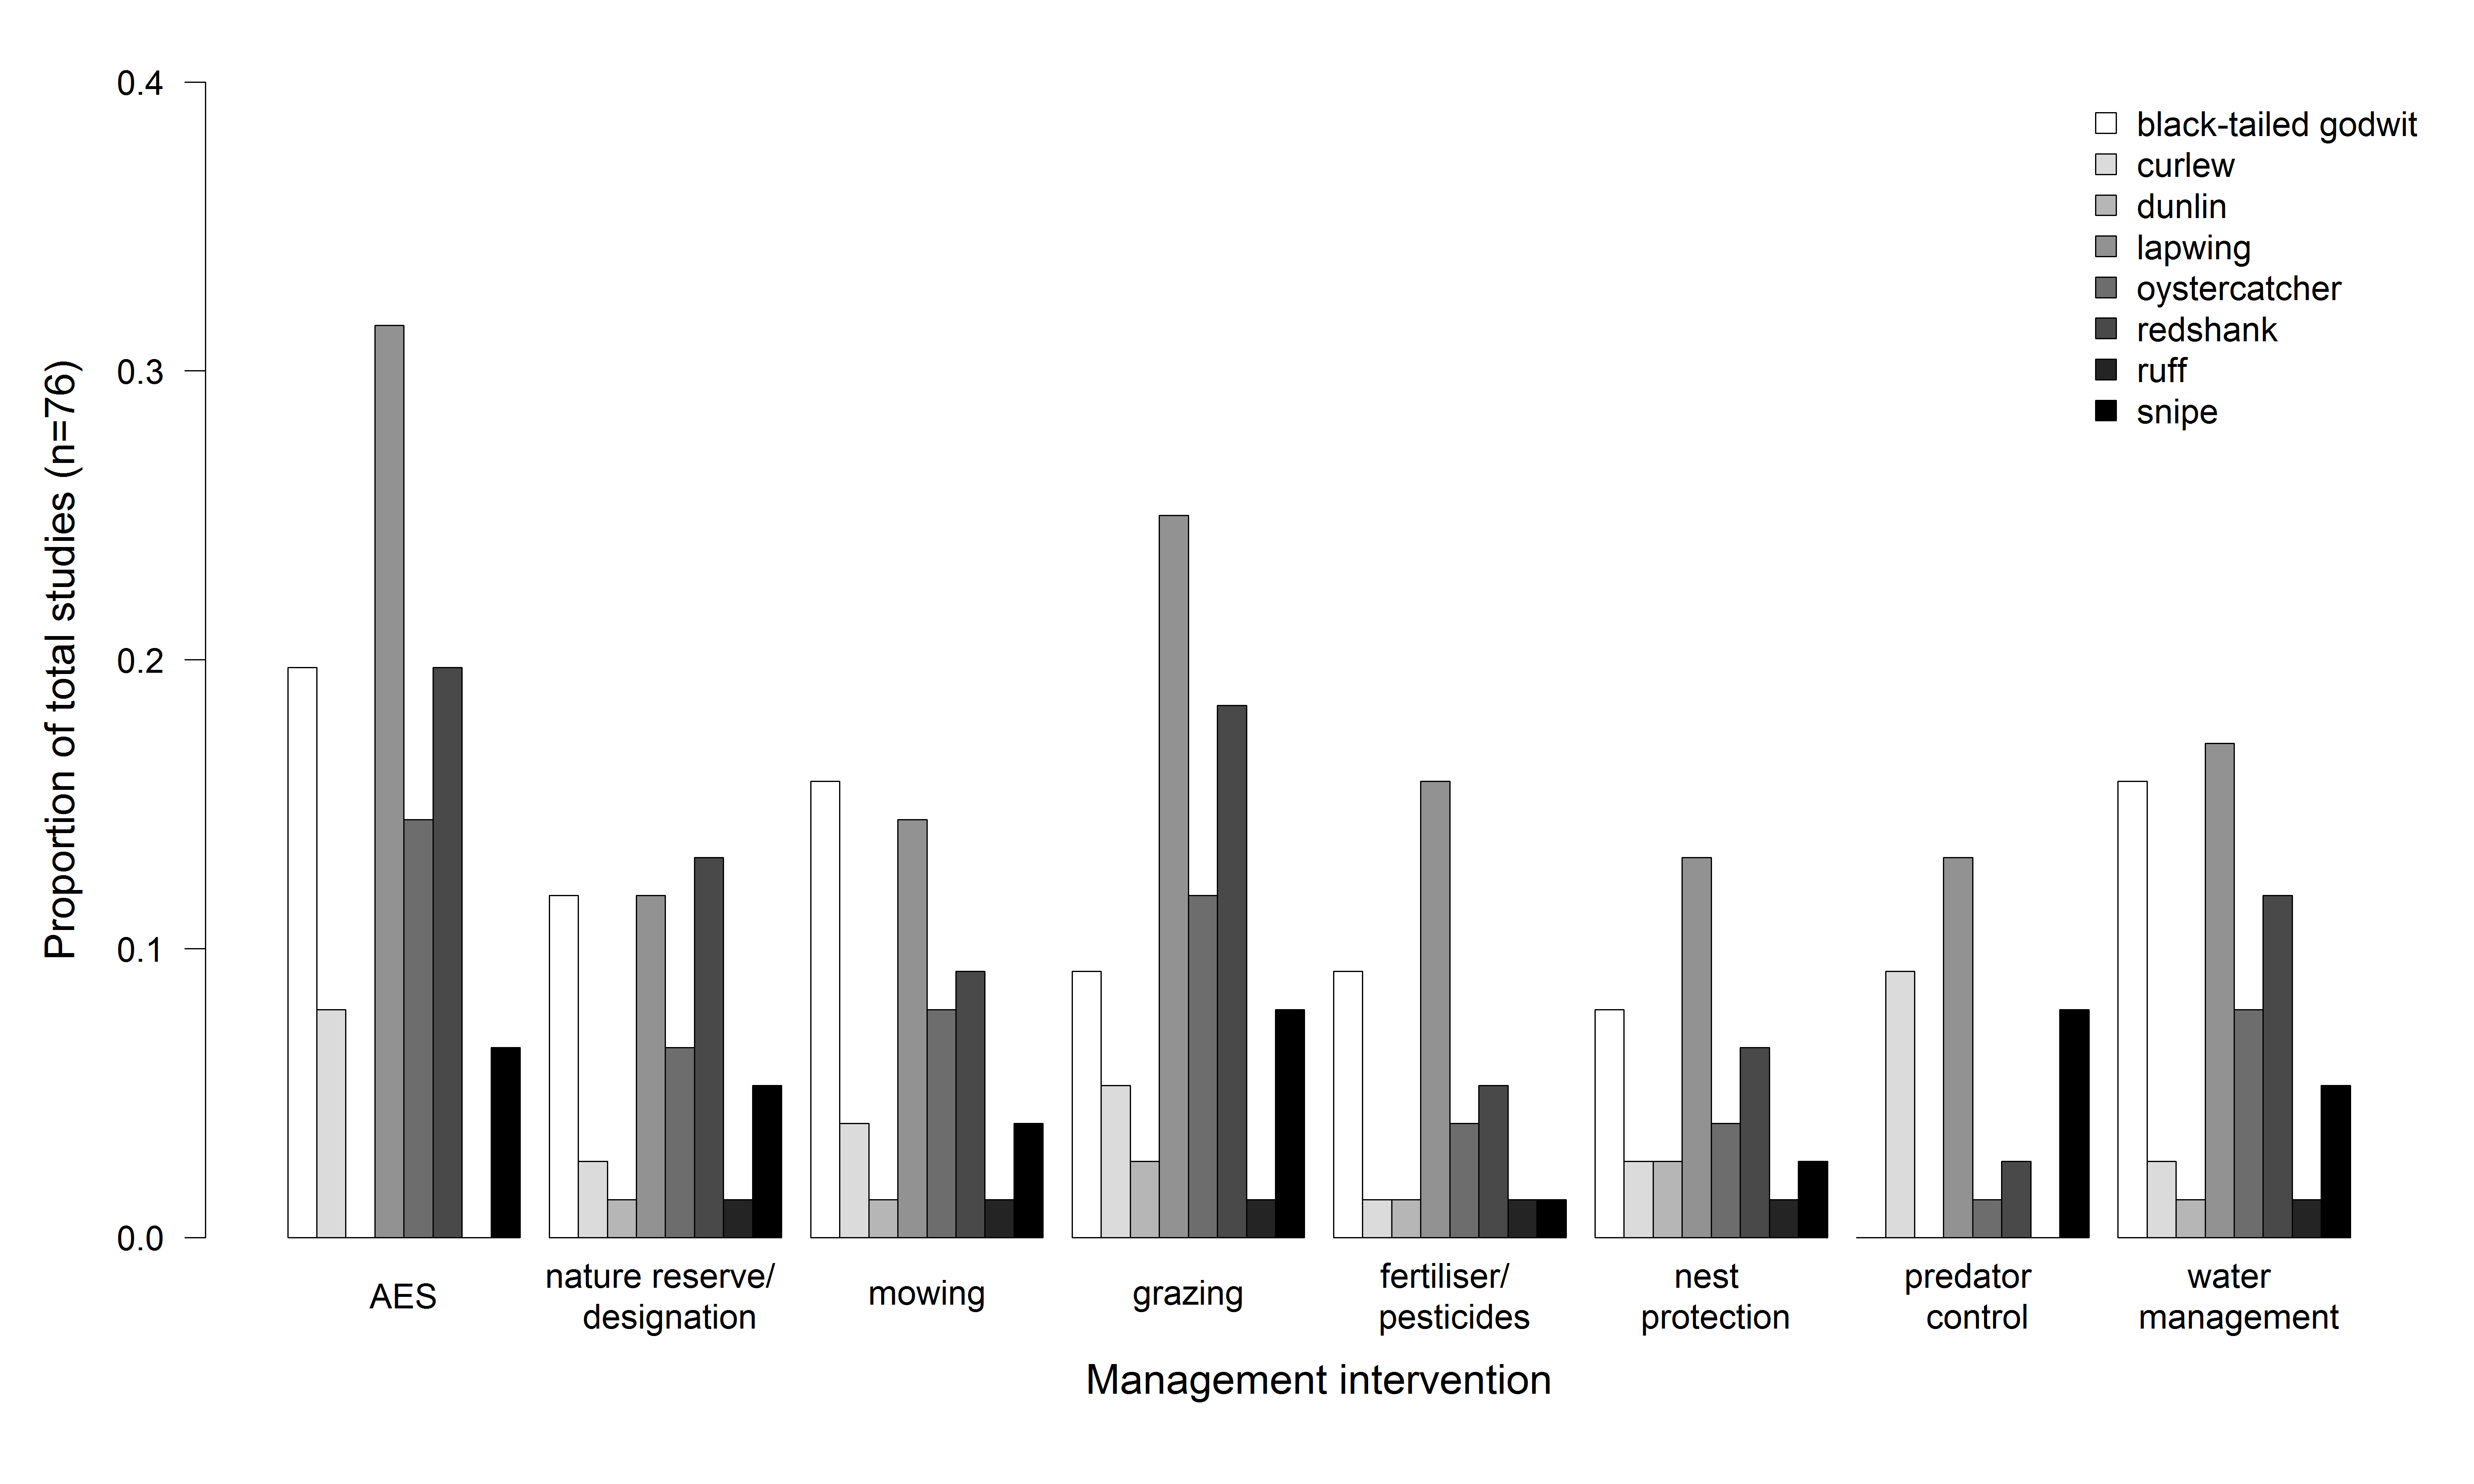 0.4
0.3
0.2
0.1
0.0
Proportion of total studies (n=76)
black-tailed godwit
curlew
dunlin
lapwing
oystercatcher
redshank
ruff
snipe
AES
nature reserve/
designation
mowing
grazing
fertiliser/
pesticides
nest
protection
predator
control
water
management
Management intervention